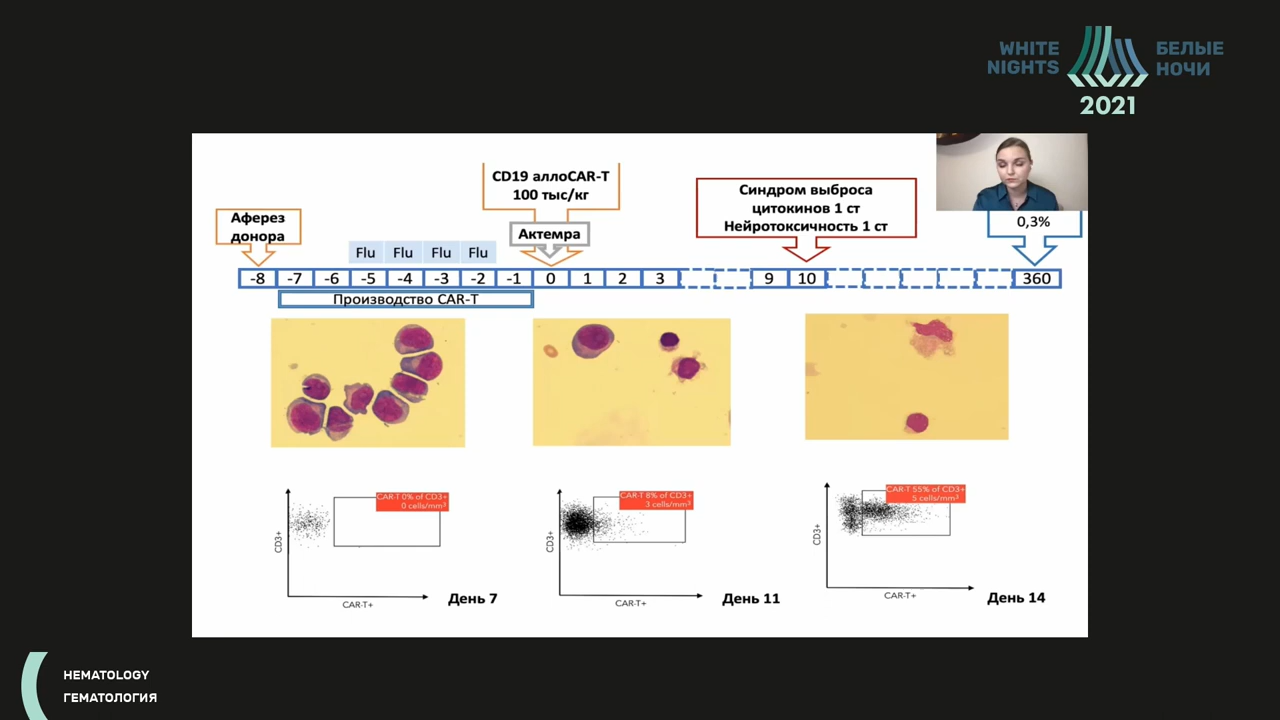 WHITE
NIGHTS
БЕЛЫЕ
НОЧИ
2021
CD19 аллоCAR-T
100 тыс/кг
Синдром выброса
цитокинов 1 ст
Нейротоксичность 1 ст
0,3%
Аферез
донора
Актемра
Flu Flu Flu Flu
-8 -7 -6 -5 -4 -3 -2 -1 0 1 2 3 9 10 360
Производство CAR-T
CAR-T 0% of CD3+
0 cells/mm³
CD3+
CAR-T+
День 7
CAR-T 8% of CD3+
3 cells/mm³
CD3+
CAR-T+
День 11
CAR-T 55% of CD3+
5 cells/mm³
CD3+
CAR-T+
День 14
HEMATOLOGY
ГЕМАТОЛОГИЯ